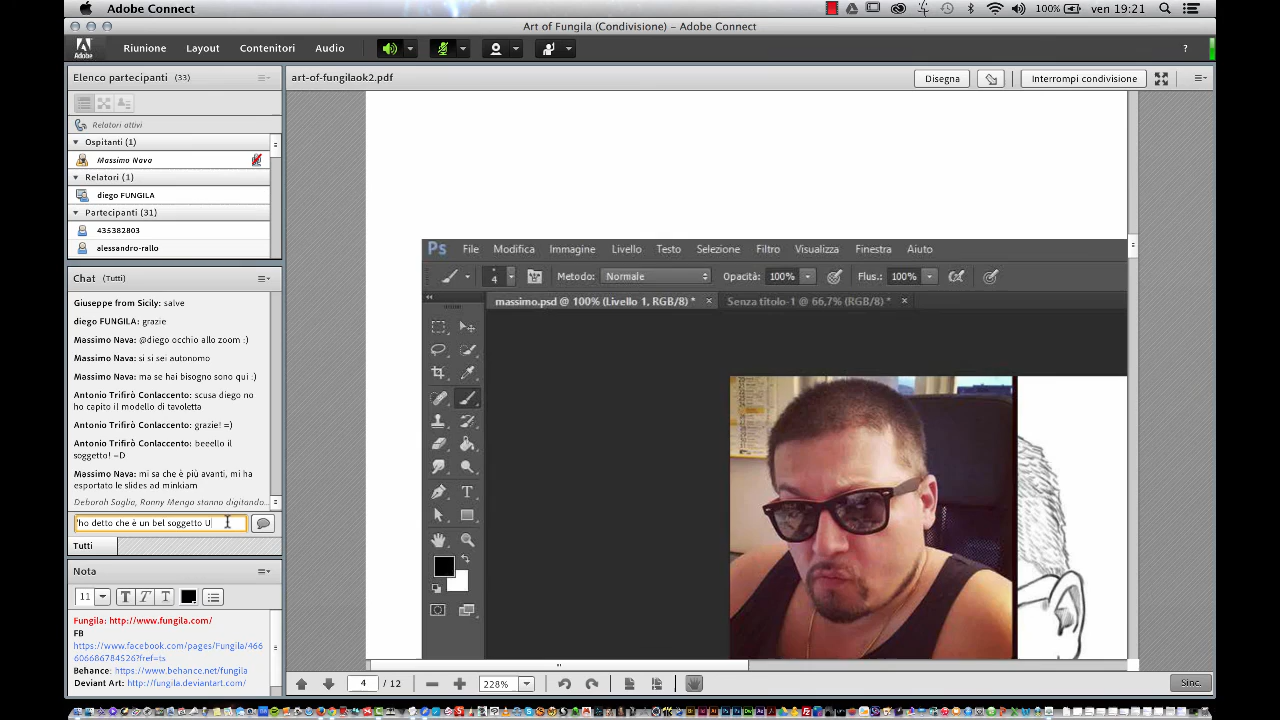 Adobe Connect
100%
ven 19:21
Art of Fungila (Condivisione) - Adobe Connect
Adobe
Riunione
Layout
Contenitori
Audio
?
Elenco partecipanti (33)
Relatori attivi
Ospitanti (1)
Massimo Nava
Relatori (1)
diego FUNGILA
Partecipanti (31)
435382803
alessandro-rallo
Chat (Tutti)
Giuseppe from Sicily: salve
diego FUNGILA: grazie
Massimo Nava: @diego occhio allo zoom :)
Massimo Nava: si si sei autonomo
Massimo Nava: ma se hai bisogno sono qui :)
Antonio Trifirò Conlaccento: scusa diego no
ho capito il modello di tavoletta
Antonio Trifirò Conlaccento: grazie! =)
Antonio Trifirò Conlaccento: beeello il
soggetto! =D
Massimo Nava: mi sa che è più avanti, mi ha
esportato le slides ad minkiam
Deborah Soglia, Ronny Mengo stanno digitando...
'ho detto che è un bel soggetto U
Tutti
Nota
11
T T T
Fungila: http://www.fungila.com/
FB
https://www.facebook.com/pages/Fungila/466
606686784526?fref=ts
Behance: https://www.behance.net/fungila
Deviant Art: http://fungila.deviantart.com/
art-of-fungilaok2.pdf
Disegna
Interrompi condivisione
Ps File Modifica Immagine Livello Testo Selezione Filtro Visualizza Finestra Aiuto
4
Metodo: Normale
Opacità: 100%
Flus.: 100%
massimo.psd @ 100% (Livello 1, RGB/8) *
Senza titolo-1 @ 66,7% (RGB/8) *
T
4 / 12
228%
Sinc.